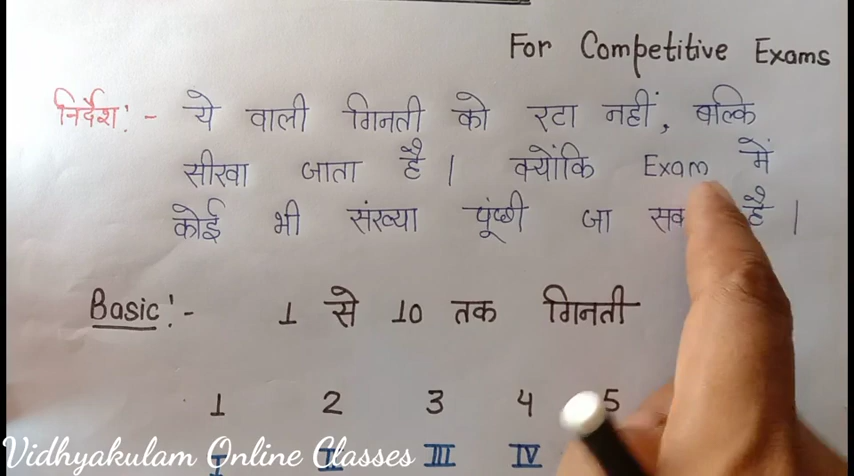 For Competitive Exams
निर्देश:- ये वाली गिनती को रटा नहीं, बल्कि
सीखा जाता है। क्योंकि Exam में
कोई भी संख्या पूंछी जा है।
Basic:- 1 से 10 तक गिनती
1 2 3 4 5
I II III IV
Vidhyakulam Online Classes